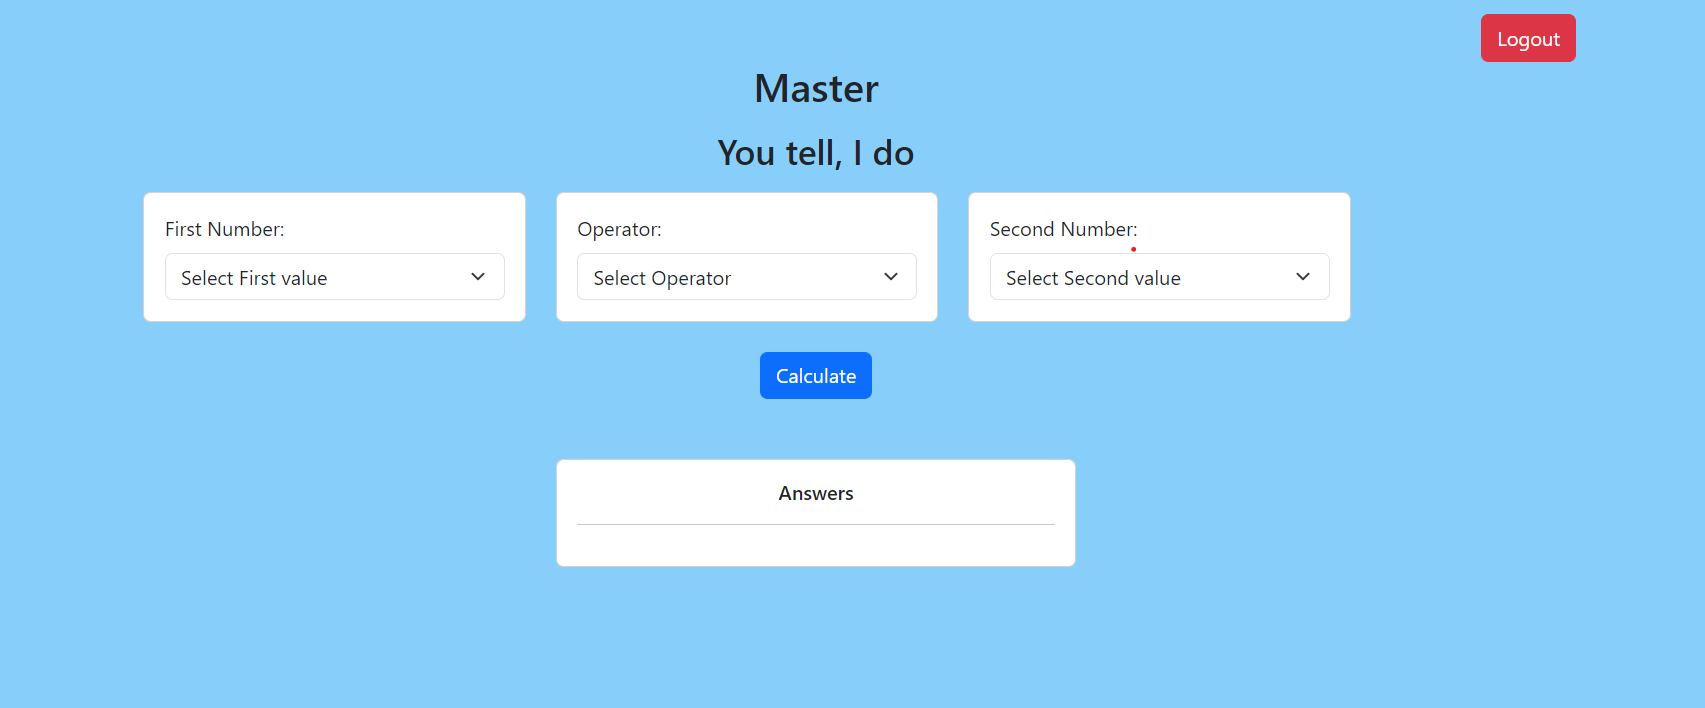 Logout
Master
You tell, I do
First Number:
Select First value
Operator:
Select Operator
Second Number:
Select Second value
Calculate
Answers